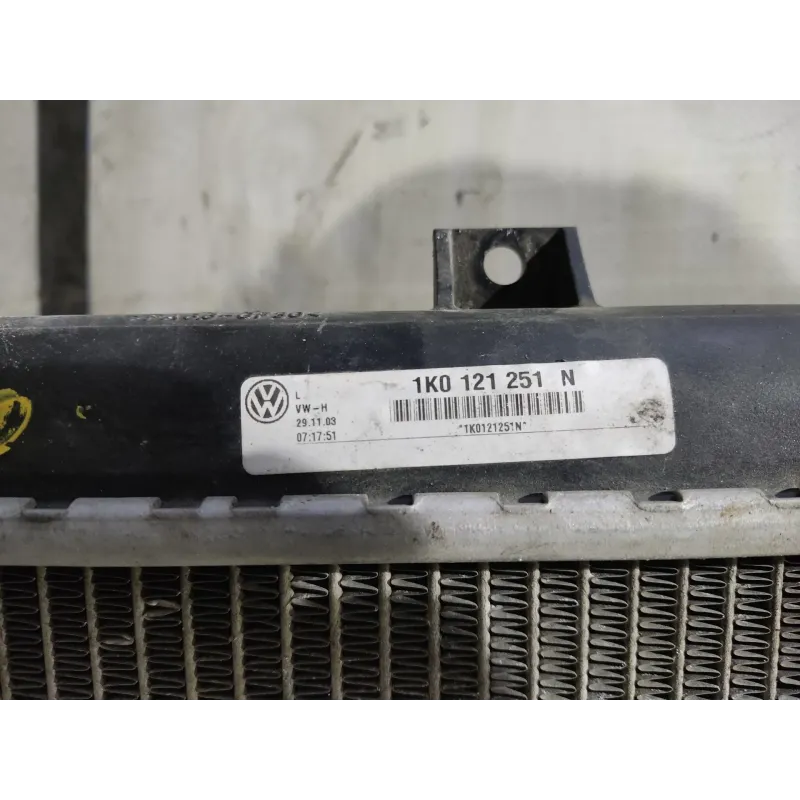 1K0 121 251 N
L
VW-H
29.11.03
07:17:51
*1K0121251N*